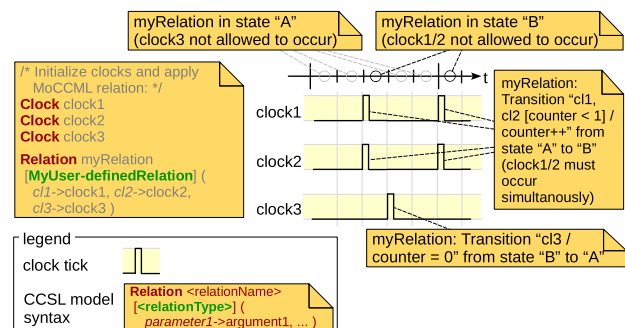 myRelation in state “A”
(clock3 not allowed to occur)
myRelation in state “B”
(clock1/2 not allowed to occur)
/* Initialize clocks and apply
MoCCML relation: */
Clock clock1
Clock clock2
Clock clock3
Relation myRelation
[MyUser-definedRelation] (
cl1->clock1, cl2->clock2,
cl3->clock3 )
t
clock1
clock2
clock3
myRelation:
Transition “cl1,
cl2 [counter < 1] /
counter++” from
state “A” to “B”
(clock1/2 must
occur
simultanously)
myRelation: Transition “cl3 /
counter = 0” from state “B” to “A”
legend
clock tick
CCSL model
syntax
Relation <relationName>
[<relationType>] (
parameter1->argument1, ... )